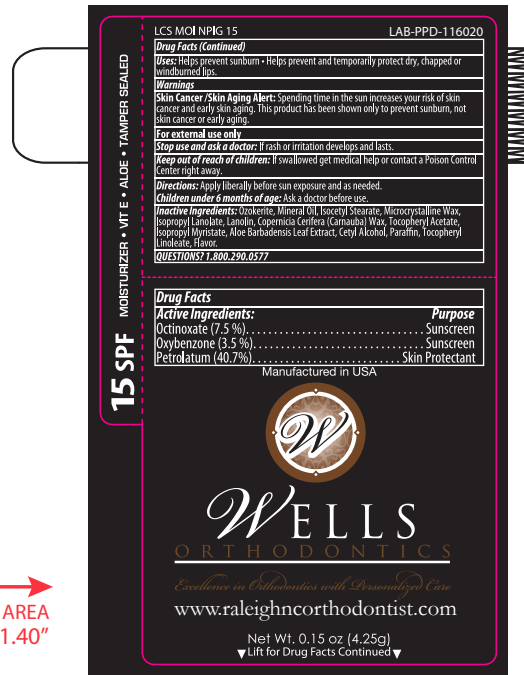 LCS MOI NPIG 15 LAB-PPD-116020
Drug Facts (Continued)
Uses: Helps prevent sunburn • Helps prevent and temporarily protect dry, chapped or
windburned lips.
Warnings
Skin Cancer /Skin Aging Alert: Spending time in the sun increases your risk of skin
cancer and early skin aging. This product has been shown only to prevent sunburn, not
skin cancer or early aging.
For external use only
Stop use and ask a doctor: If rash or irritation develops and lasts.
Keep out of reach of children: If swallowed get medical help or contact a Poison Control
Center right away.
Directions: Apply liberally before sun exposure and as needed.
Children under 6 months of age: Ask a doctor before use.
Inactive Ingredients: Ozokerite, Mineral Oil, Isocetyl Stearate, Microcrystalline Wax,
Isopropyl Lanolate, Lanolin, Copernicia Cerifera (Carnauba) Wax, Tocopheryl Acetate,
Isopropyl Myristate, Aloe Barbadensis Leaf Extract, Cetyl Alcohol, Paraffin, Tocopheryl
Linoleate, Flavor.
QUESTIONS? 1.800.290.0577
15 SPF MOISTURIZER • VIT E • ALOE • TAMPER SEALED
Drug Facts
Active Ingredients: Purpose
Octinoxate (7.5 %)..............................Sunscreen
Oxybenzone (3.5 %)..............................Sunscreen
Petrolatum (40.7%)..........................Skin Protectant
Manufactured in USA
W
WELLS
ORTHODONTICS
Excellence in Orthodontics with Personalized Care
www.raleighncorthodontist.com
Net Wt. 0.15 oz (4.25g)
▼Lift for Drug Facts Continued▼
AREA
1.40"